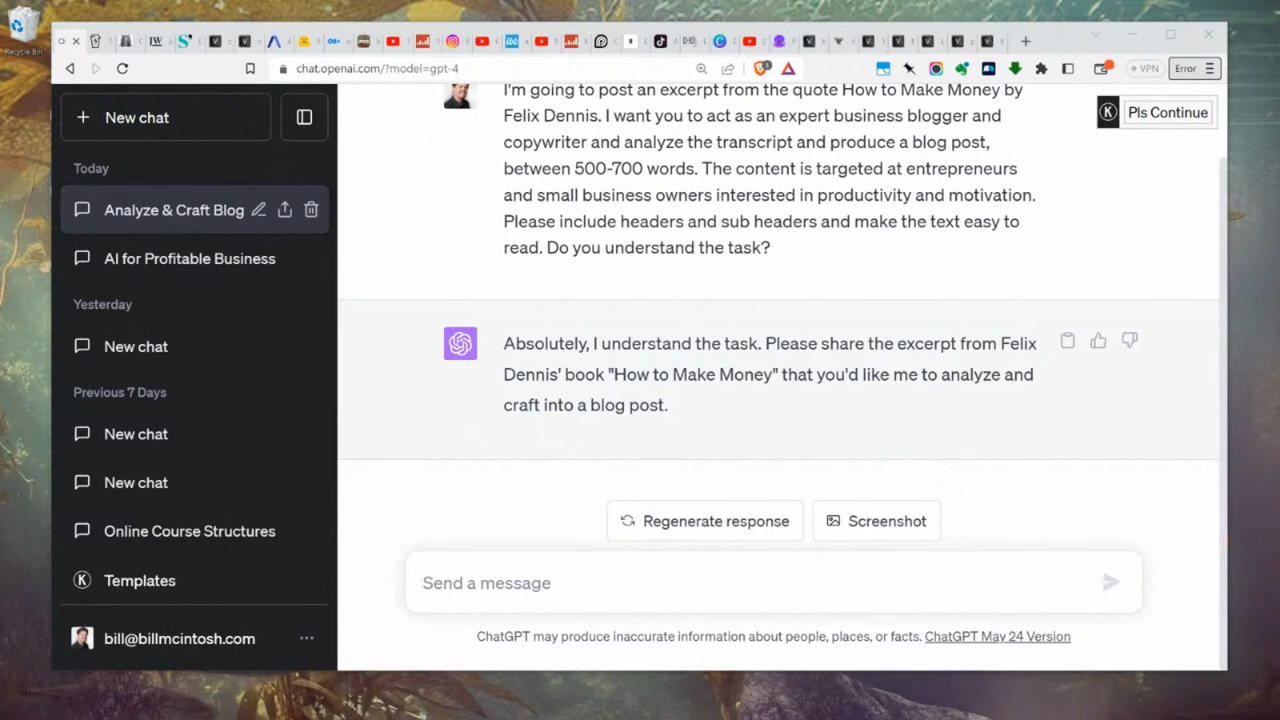 Recycle Bin
chat.openai.com/?model=gpt-4
VPN
Error
New chat
Today
Analyze & Craft Blog
AI for Profitable Business
Yesterday
New chat
Previous 7 Days
New chat
New chat
Online Course Structures
Templates
bill@billmcintosh.com
I'm going to post an excerpt from the quote How to Make Money by
Felix Dennis. I want you to act as an expert business blogger and
copywriter and analyze the transcript and produce a blog post,
between 500-700 words. The content is targeted at entrepreneurs
and small business owners interested in productivity and motivation.
Please include headers and sub headers and make the text easy to
read. Do you understand the task?
Pls Continue
Absolutely, I understand the task. Please share the excerpt from Felix
Dennis' book "How to Make Money" that you'd like me to analyze and
craft into a blog post.
Regenerate response
Screenshot
Send a message
ChatGPT may produce inaccurate information about people, places, or facts. ChatGPT May 24 Version